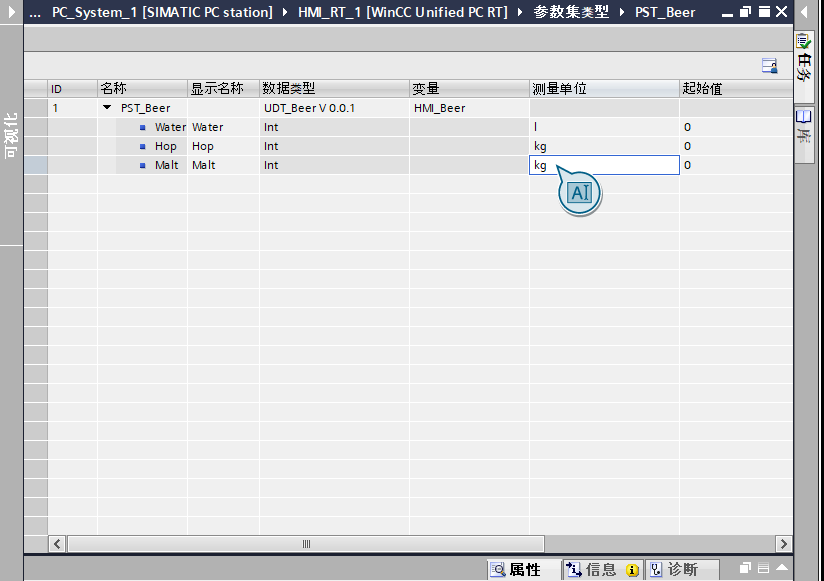 ... PC_System_1 [SIMATIC PC station] HMI_RT_1 [WinCC Unified PC RT] 参数集类型 PST_Beer
可视化
任务
库
ID 名称 显示名称 数据类型 变量 测量单位 起始值
1 PST_Beer UDT_Beer V 0.0.1 HMI_Beer
Water Water Int l 0
Hop Hop Int kg 0
Malt Malt Int kg 0
AI
属性 信息 诊断